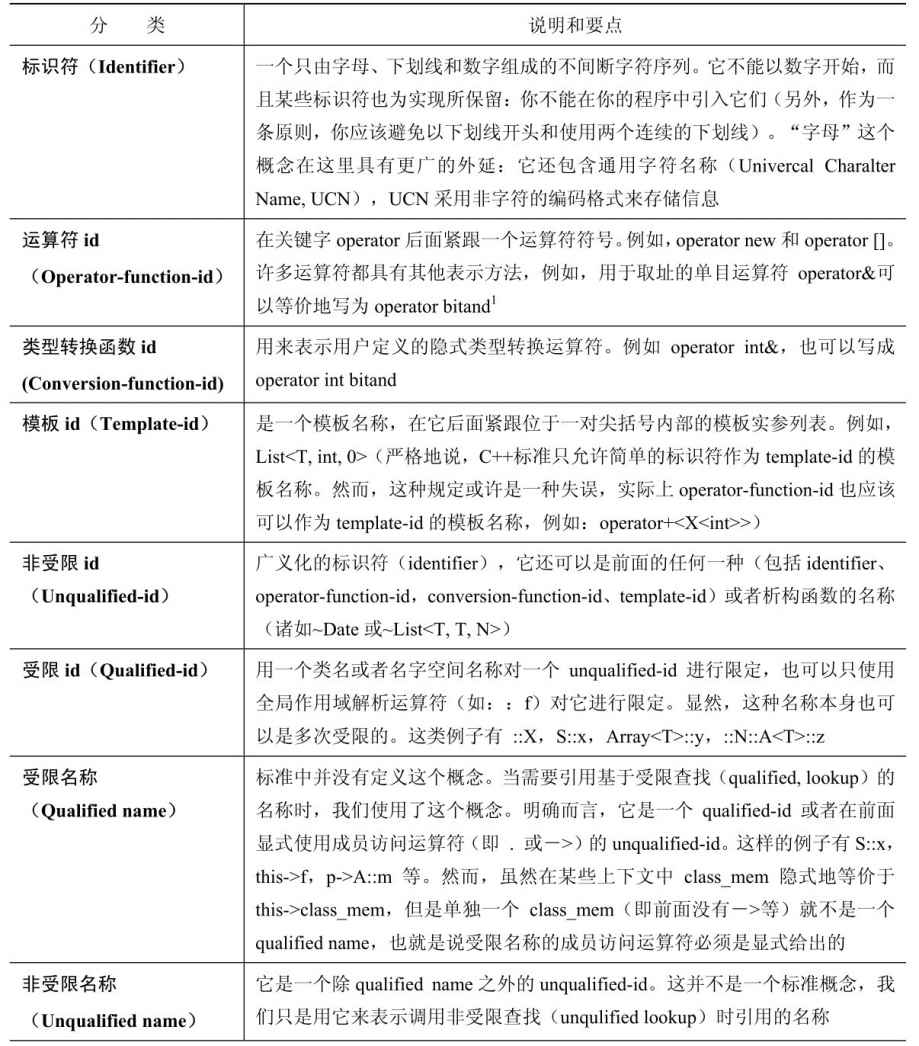 分　类　说明和要点
标识符（Identifier）
一个只由字母、下划线和数字组成的不间断字符序列。它不能以数字开始，而
且某些标识符也为实现所保留：你不能在你的程序中引入它们（另外，作为一
条原则，你应该避免以下划线开头和使用两个连续的下划线）。“字母”这个
概念在这里具有更广的外延：它还包含通用字符名称（Univercal Charalter
Name, UCN），UCN 采用非字符的编码格式来存储信息
运算符 id
（Operator-function-id）
在关键字 operator 后面紧跟一个运算符符号。例如，operator new 和 operator []。
许多运算符都具有其他表示方法，例如，用于取址的单目运算符 operator&可
以等价地写为 operator bitand1
类型转换函数 id
(Conversion-function-id)
用来表示用户定义的隐式类型转换运算符。例如 operator int&，也可以写成
operator int bitand
模板 id（Template-id）
是一个模板名称，在它后面紧跟位于一对尖括号内部的模板实参列表。例如，
List<T, int, 0>（严格地说，C++标准只允许简单的标识符作为 template-id 的模
板名称。然而，这种规定或许是一种失误，实际上 operator-function-id 也应该
可以作为 template-id 的模板名称，例如：operator+<X<int>>）
非受限 id
（Unqualified-id）
广义化的标识符（identifier），它还可以是前面的任何一种（包括 identifier、
operator-function-id，conversion-function-id、template-id）或者析构函数的名称
（诸如~Date 或~List<T, T, N>）
受限 id（Qualified-id）
用一个类名或者名字空间名称对一个 unqualified-id 进行限定，也可以只使用
全局作用域解析运算符（如：：f）对它进行限定。显然，这种名称本身也可
以是多次受限的。这类例子有 ::X，S::x，Array<T>::y，::N::A<T>::z
受限名称
（Qualified name）
标准中并没有定义这个概念。当需要引用基于受限查找（qualified, lookup）的
名称时，我们使用了这个概念。明确而言，它是一个 qualified-id 或者在前面
显式使用成员访问运算符（即 . 或－>）的 unqualified-id。这样的例子有 S::x，
this->f，p->A::m 等。然而，虽然在某些上下文中 class_mem 隐式地等价于
this->class_mem，但是单独一个 class_mem（即前面没有－>等）就不是一个
qualified name，也就是说受限名称的成员访问运算符必须是显式给出的
非受限名称
（Unqualified name）
它是一个除 qualified name 之外的 unqualified-id。这并不是一个标准概念，我
们只是用它来表示调用非受限查找（unqulified lookup）时引用的名称